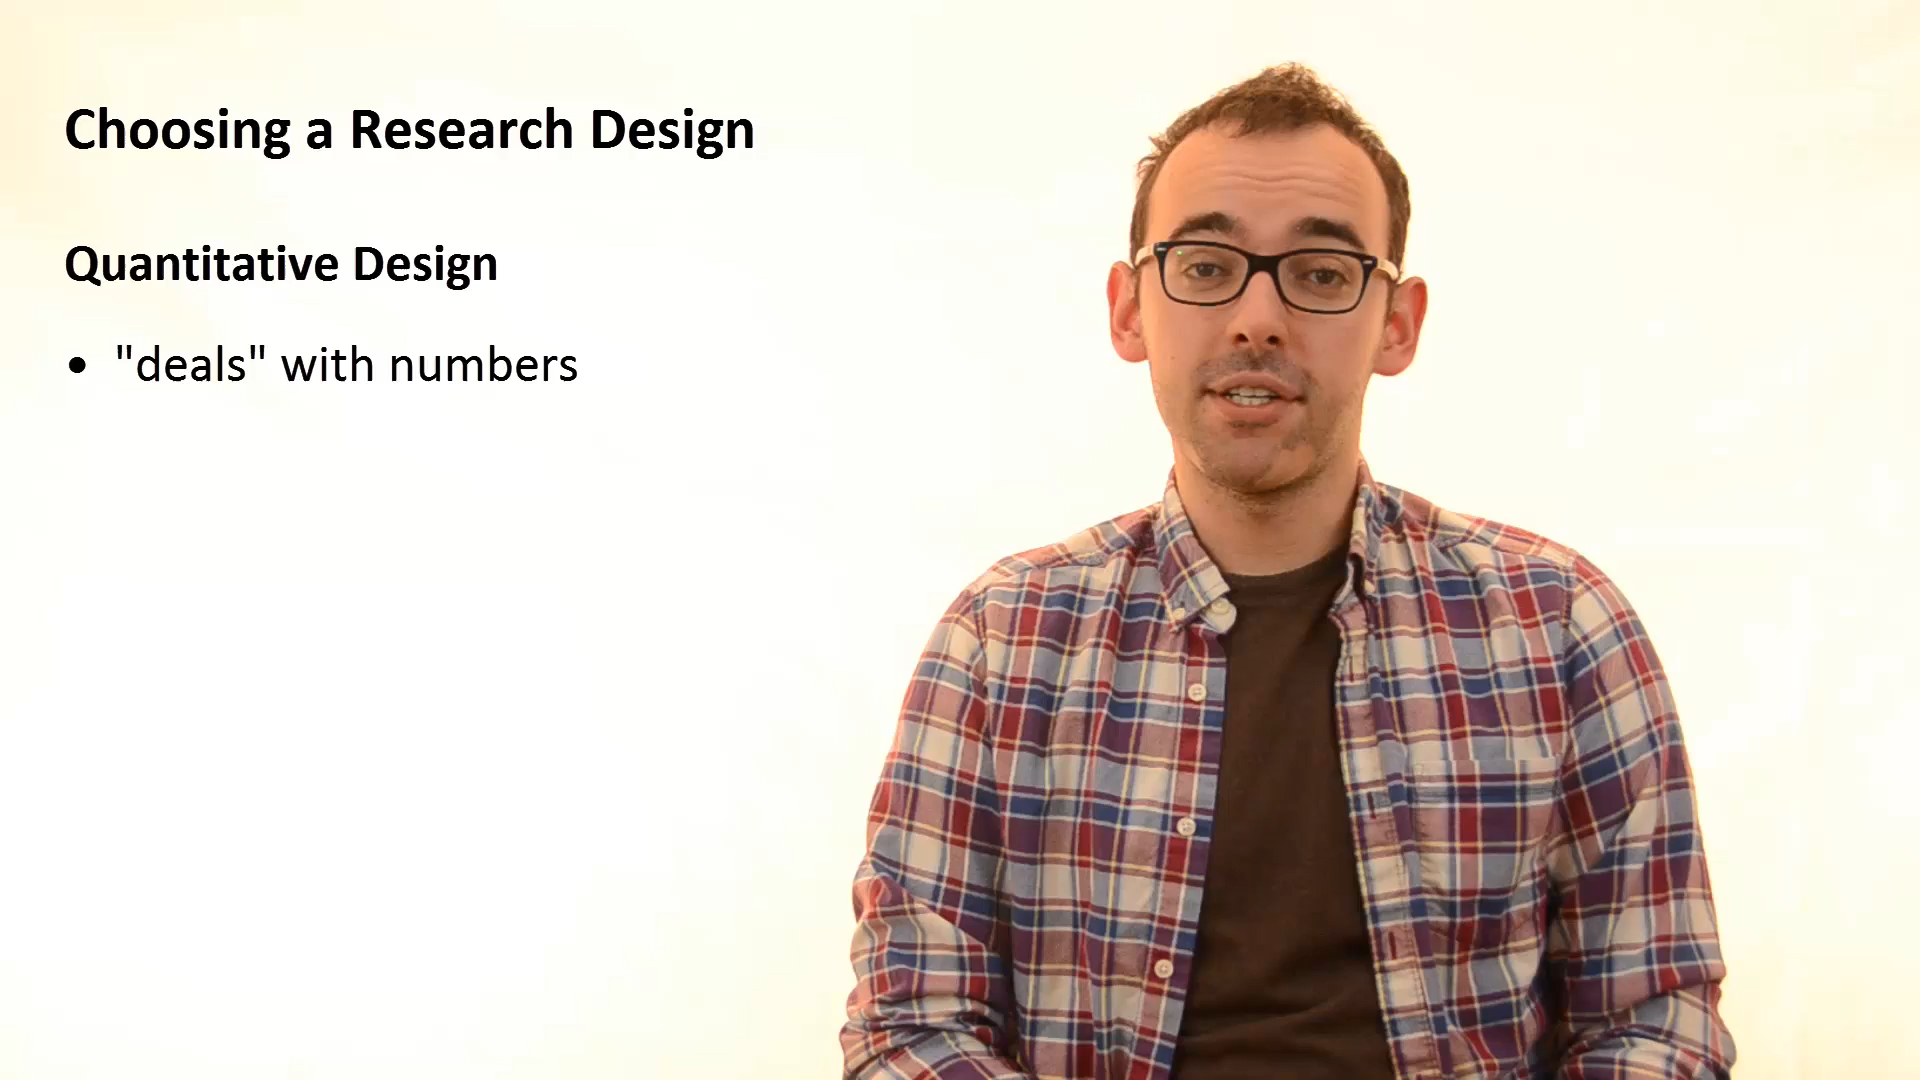 Choosing a Research Design
Quantitative Design
• "deals" with numbers